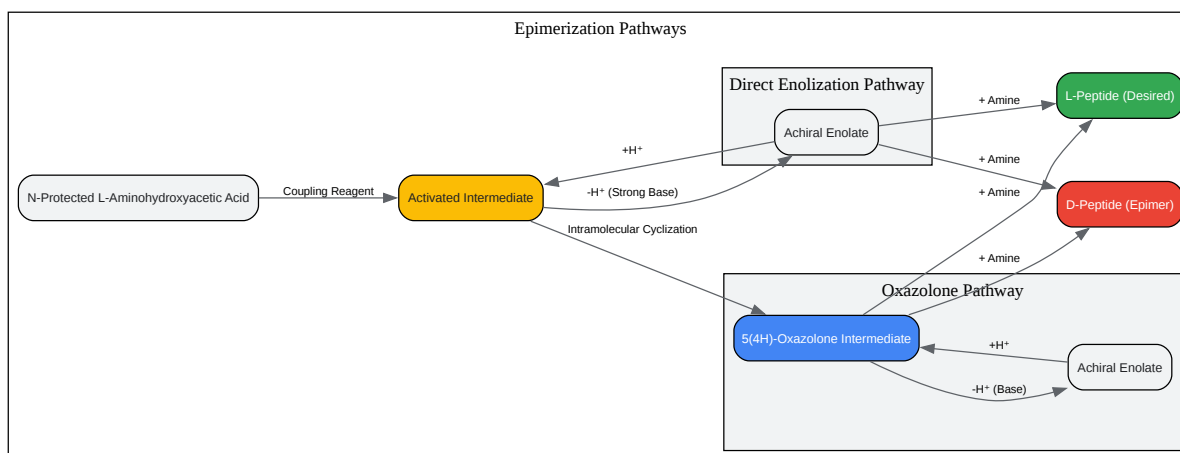 Epimerization Pathways
Direct Enolization Pathway
L-Peptide (Desired)
+ Amine
Achiral Enolate
+H⁺
+ Amine
N-Protected L-Aminohydroxyacetic Acid
Coupling Reagent
Activated Intermediate
-H⁺ (Strong Base)
+ Amine
D-Peptide (Epimer)
Intramolecular Cyclization
+ Amine
Oxazolone Pathway
5(4H)-Oxazolone Intermediate
+H⁺
Achiral Enolate
-H⁺ (Base)